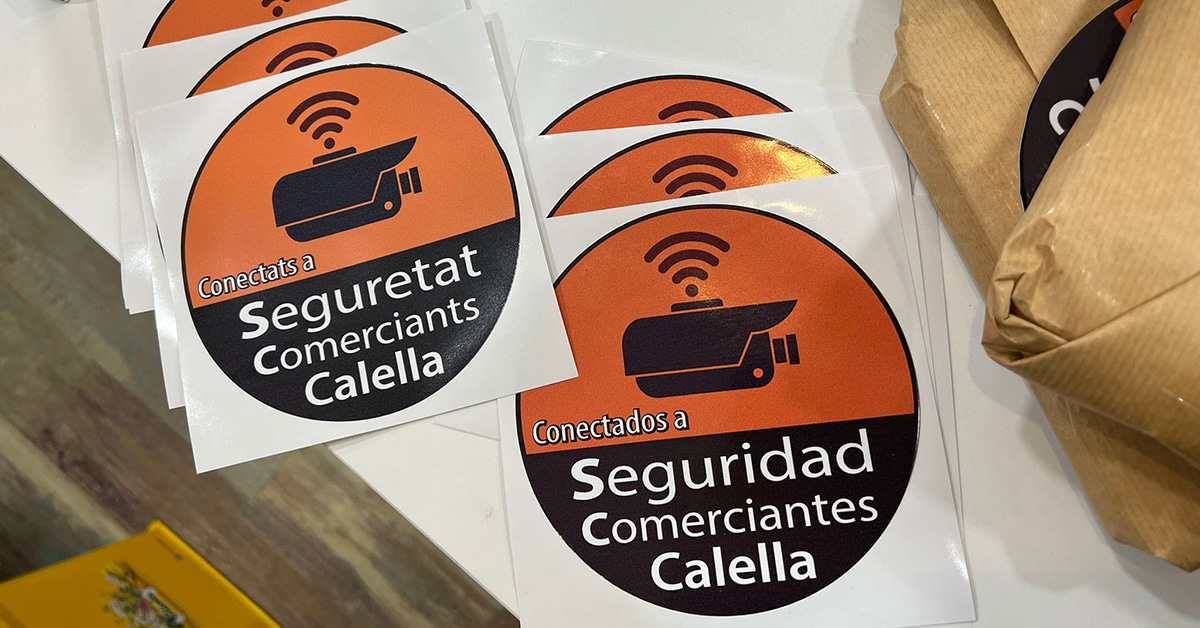 Conectats a
Seguretat
Comerciants
Calella
Conectados a
Seguridad
Comerciantes
Calella